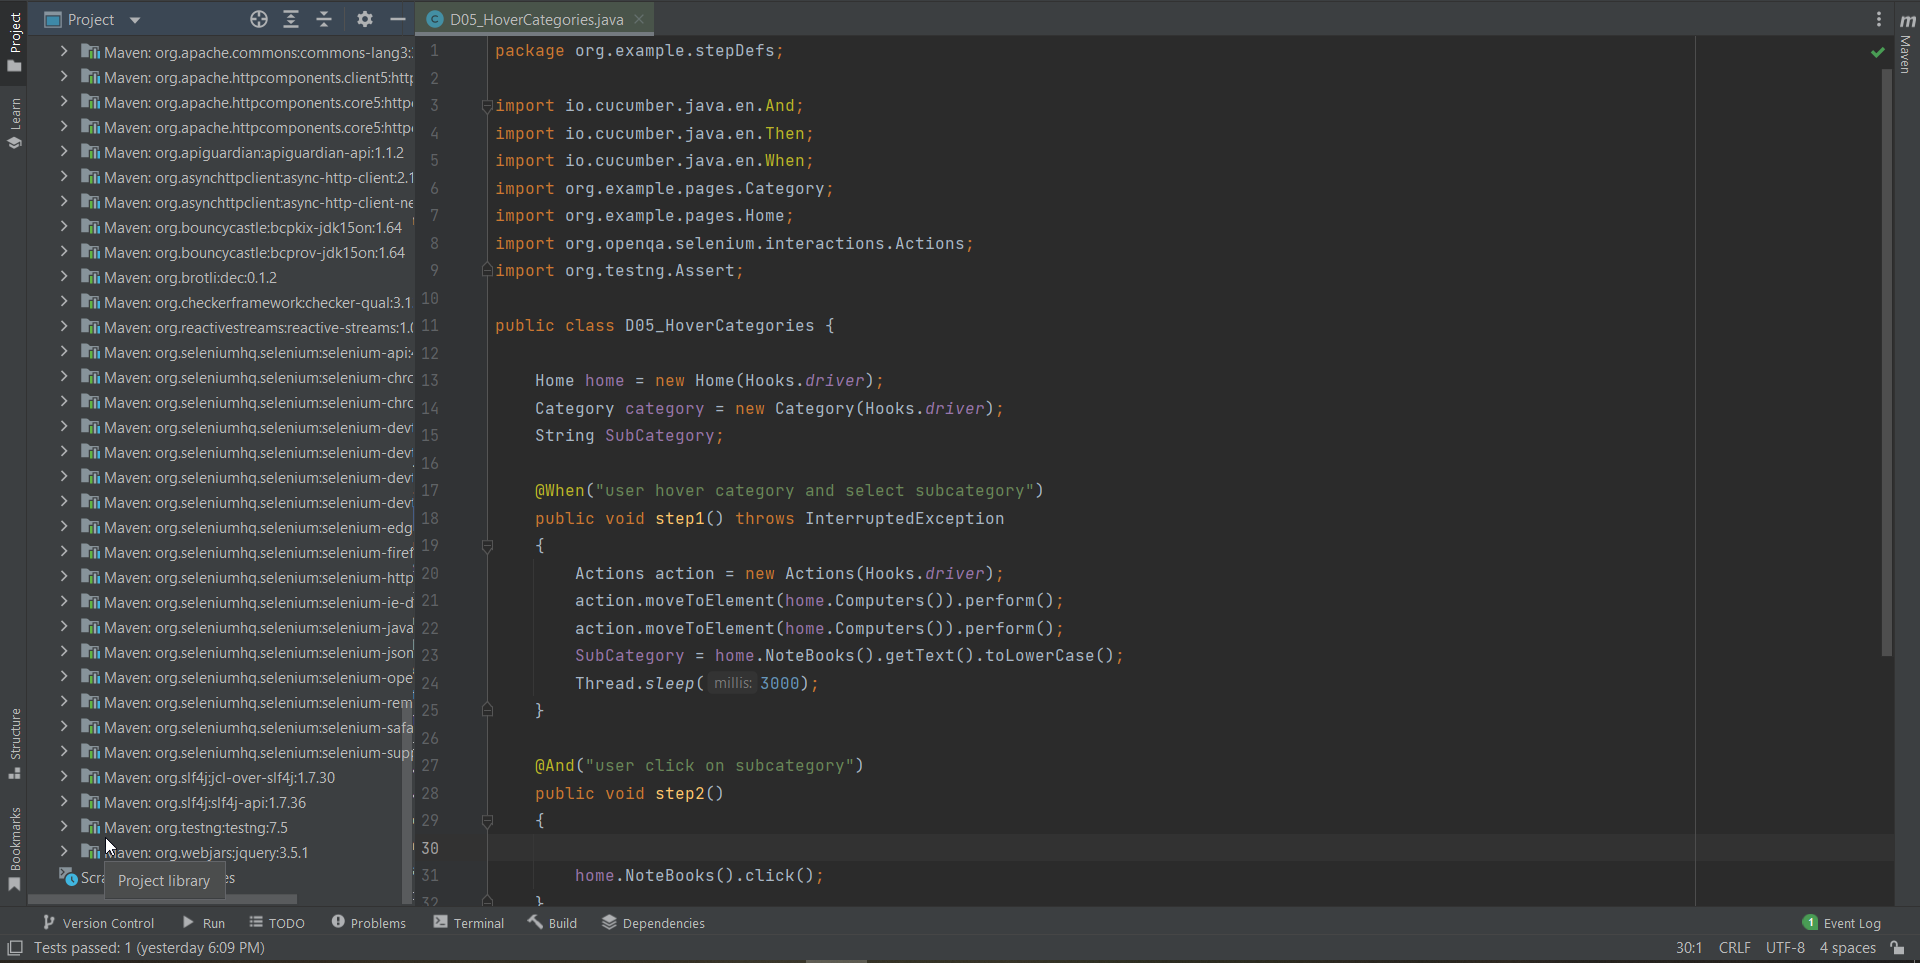 Project
D05_HoverCategories.java
Project
Learn
Structure
Bookmarks
Maven: org.apache.commons:commons-lang3:
Maven: org.apache.httpcomponents.client5:http
Maven: org.apache.httpcomponents.core5:httpc
Maven: org.apache.httpcomponents.core5:httpc
Maven: org.apiguardian:apiguardian-api:1.1.2
Maven: org.asynchttpclient:async-http-client:2.1
Maven: org.asynchttpclient:async-http-client-ne
Maven: org.bouncycastle:bcpkix-jdk15on:1.64
Maven: org.bouncycastle:bcprov-jdk15on:1.64
Maven: org.brotli:dec:0.1.2
Maven: org.checkerframework:checker-qual:3.1
Maven: org.reactivestreams:reactive-streams:1.0
Maven: org.seleniumhq.selenium:selenium-api:4
Maven: org.seleniumhq.selenium:selenium-chro
Maven: org.seleniumhq.selenium:selenium-chro
Maven: org.seleniumhq.selenium:selenium-devt
Maven: org.seleniumhq.selenium:selenium-devt
Maven: org.seleniumhq.selenium:selenium-devt
Maven: org.seleniumhq.selenium:selenium-devt
Maven: org.seleniumhq.selenium:selenium-edg
Maven: org.seleniumhq.selenium:selenium-firef
Maven: org.seleniumhq.selenium:selenium-http
Maven: org.seleniumhq.selenium:selenium-ie-d
Maven: org.seleniumhq.selenium:selenium-java
Maven: org.seleniumhq.selenium:selenium-json
Maven: org.seleniumhq.selenium:selenium-ope
Maven: org.seleniumhq.selenium:selenium-rem
Maven: org.seleniumhq.selenium:selenium-safa
Maven: org.seleniumhq.selenium:selenium-supp
Maven: org.slf4j:jcl-over-slf4j:1.7.30
Maven: org.slf4j:slf4j-api:1.7.36
Maven: org.testng:testng:7.5
Maven: org.webjars:jquery:3.5.1
Scra es
Project library
1 package org.example.stepDefs;
2
3 import io.cucumber.java.en.And;
4 import io.cucumber.java.en.Then;
5 import io.cucumber.java.en.When;
6 import org.example.pages.Category;
7 import org.example.pages.Home;
8 import org.openqa.selenium.interactions.Actions;
9 import org.testng.Assert;
10
11 public class D05_HoverCategories {
12
13 Home home = new Home(Hooks.driver);
14 Category category = new Category(Hooks.driver);
15 String SubCategory;
16
17 @When("user hover category and select subcategory")
18 public void step1() throws InterruptedException
19 {
20 Actions action = new Actions(Hooks.driver);
21 action.moveToElement(home.Computers()).perform();
22 action.moveToElement(home.Computers()).perform();
23 SubCategory = home.NoteBooks().getText().toLowerCase();
24 Thread.sleep( millis: 3000);
25 }
26
27 @And("user click on subcategory")
28 public void step2()
29 {
30
31 home.NoteBooks().click();
32 }
m
Maven
Version Control
Run
TODO
Problems
Terminal
Build
Dependencies
1 Event Log
Tests passed: 1 (yesterday 6:09 PM)
30:1 CRLF UTF-8 4 spaces